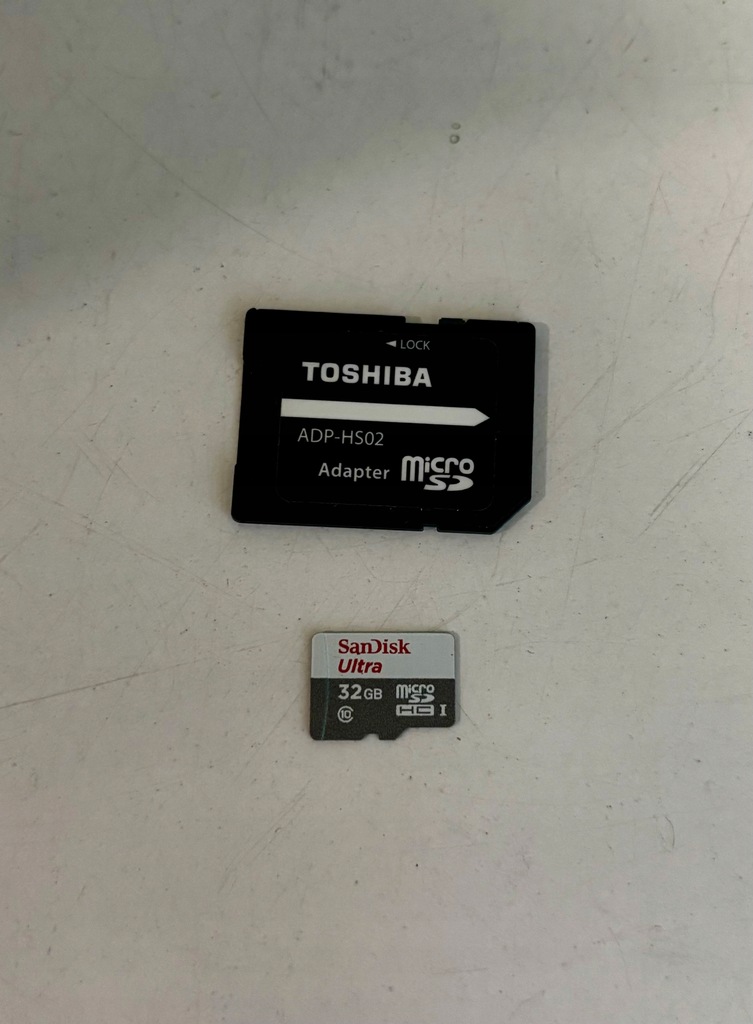 ◄ LOCK
TOSHIBA
ADP-HS02
Adapter micro SD
SanDisk
Ultra
32GB micro SD
10 HC I